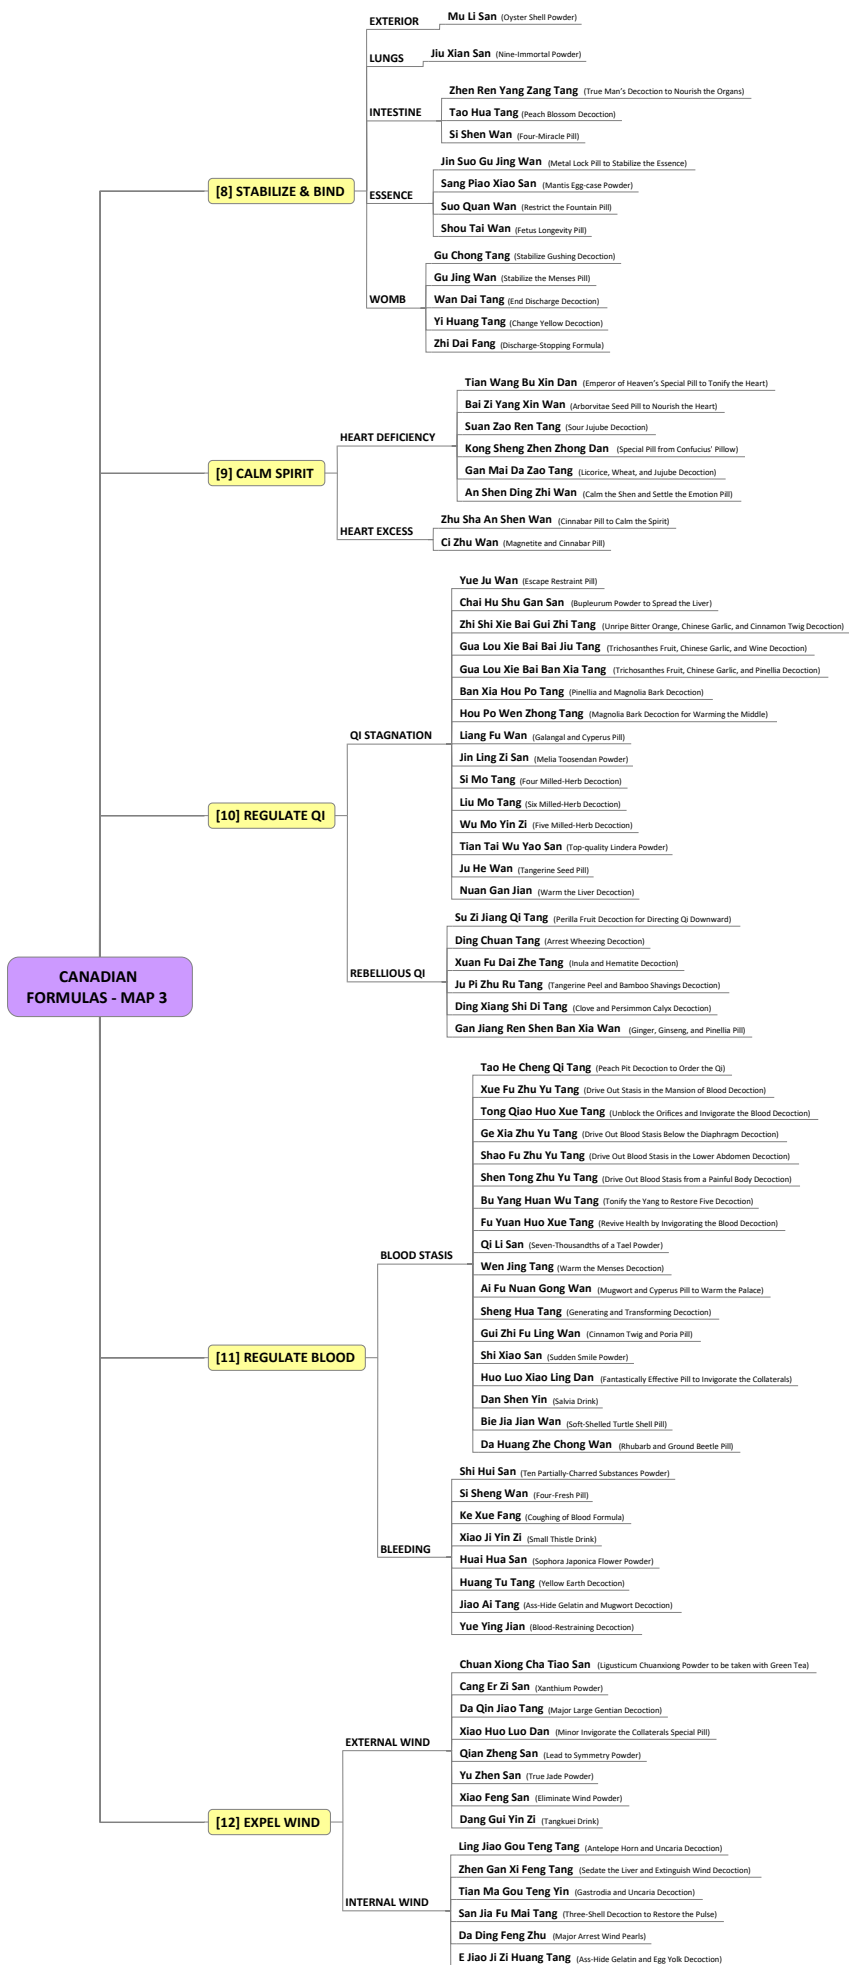 CANADIAN
FORMULAS - MAP 3
[8] STABILIZE & BIND
EXTERIOR
Mu Li San (Oyster Shell Powder)
LUNGS
Jiu Xian San (Nine-Immortal Powder)
INTESTINE
Zhen Ren Yang Zang Tang (True Man's Decoction to Nourish the Organs)
Tao Hua Tang (Peach Blossom Decoction)
Si Shen Wan (Four-Miracle Pill)
ESSENCE
Jin Suo Gu Jing Wan (Metal Lock Pill to Stabilize the Essence)
Sang Piao Xiao San (Mantis Egg-case Powder)
Suo Quan Wan (Restrict the Fountain Pill)
Shou Tai Wan (Fetus Longevity Pill)
WOMB
Gu Chong Tang (Stabilize Gushing Decoction)
Gu Jing Wan (Stabilize the Menses Pill)
Wan Dai Tang (End Discharge Decoction)
Yi Huang Tang (Change Yellow Decoction)
Zhi Dai Fang (Discharge-Stopping Formula)
[9] CALM SPIRIT
HEART DEFICIENCY
Tian Wang Bu Xin Dan (Emperor of Heaven's Special Pill to Tonify the Heart)
Bai Zi Yang Xin Wan (Arborvitae Seed Pill to Nourish the Heart)
Suan Zao Ren Tang (Sour Jujube Decoction)
Kong Sheng Zhen Zhong Dan (Special Pill from Confucius' Pillow)
Gan Mai Da Zao Tang (Licorice, Wheat, and Jujube Decoction)
An Shen Ding Zhi Wan (Calm the Shen and Settle the Emotion Pill)
HEART EXCESS
Zhu Sha An Shen Wan (Cinnabar Pill to Calm the Spirit)
Ci Zhu Wan (Magnetite and Cinnabar Pill)
[10] REGULATE QI
QI STAGNATION
Yue Ju Wan (Escape Restraint Pill)
Chai Hu Shu Gan San (Bupleurum Powder to Spread the Liver)
Zhi Shi Xie Bai Gui Zhi Tang (Unripe Bitter Orange, Chinese Garlic, and Cinnamon Twig Decoction)
Gua Lou Xie Bai Bai Jiu Tang (Trichosanthes Fruit, Chinese Garlic, and Wine Decoction)
Gua Lou Xie Bai Ban Xia Tang (Trichosanthes Fruit, Chinese Garlic, and Pinellia Decoction)
Ban Xia Hou Po Tang (Pinellia and Magnolia Bark Decoction)
Hou Po Wen Zhong Tang (Magnolia Bark Decoction for Warming the Middle)
Liang Fu Wan (Galangal and Cyperus Pill)
Jin Ling Zi San (Melia Toosendan Powder)
Si Mo Tang (Four Milled-Herb Decoction)
Liu Mo Tang (Six Milled-Herb Decoction)
Wu Mo Yin Zi (Five Milled-Herb Decoction)
Tian Tai Wu Yao San (Top-quality Lindera Powder)
Ju He Wan (Tangerine Seed Pill)
Nuan Gan Jian (Warm the Liver Decoction)
REBELLIOUS QI
Su Zi Jiang Qi Tang (Perilla Fruit Decoction for Directing Qi Downward)
Ding Chuan Tang (Arrest Wheezing Decoction)
Xuan Fu Dai Zhe Tang (Inula and Hematite Decoction)
Ju Pi Zhu Ru Tang (Tangerine Peel and Bamboo Shavings Decoction)
Ding Xiang Shi Di Tang (Clove and Persimmon Calyx Decoction)
Gan Jiang Ren Shen Ban Xia Wan (Ginger, Ginseng, and Pinellia Pill)
[11] REGULATE BLOOD
BLOOD STASIS
Tao He Cheng Qi Tang (Peach Pit Decoction to Order the Qi)
Xue Fu Zhu Yu Tang (Drive Out Stasis in the Mansion of Blood Decoction)
Tong Qiao Huo Xue Tang (Unblock the Orifices and Invigorate the Blood Decoction)
Ge Xia Zhu Yu Tang (Drive Out Blood Stasis Below the Diaphragm Decoction)
Shao Fu Zhu Yu Tang (Drive Out Blood Stasis in the Lower Abdomen Decoction)
Shen Tong Zhu Yu Tang (Drive Out Blood Stasis from a Painful Body Decoction)
Bu Yang Huan Wu Tang (Tonify the Yang to Restore Five Decoction)
Fu Yuan Huo Xue Tang (Revive Health by Invigorating the Blood Decoction)
Qi Li San (Seven-Thousandths of a Tael Powder)
Wen Jing Tang (Warm the Menses Decoction)
Ai Fu Nuan Gong Wan (Mugwort and Cyperus Pill to Warm the Palace)
Sheng Hua Tang (Generating and Transforming Decoction)
Gui Zhi Fu Ling Wan (Cinnamon Twig and Poria Pill)
Shi Xiao San (Sudden Smile Powder)
Huo Luo Xiao Ling Dan (Fantastically Effective Pill to Invigorate the Collaterals)
Dan Shen Yin (Salvia Drink)
Bie Jia Jian Wan (Soft-Shelled Turtle Shell Pill)
Da Huang Zhe Chong Wan (Rhubarb and Ground Beetle Pill)
BLEEDING
Shi Hui San (Ten Partially-Charred Substances Powder)
Si Sheng Wan (Four-Fresh Pill)
Ke Xue Fang (Coughing of Blood Formula)
Xiao Ji Yin Zi (Small Thistle Drink)
Huai Hua San (Sophora Japonica Flower Powder)
Huang Tu Tang (Yellow Earth Decoction)
Jiao Ai Tang (Ass-Hide Gelatin and Mugwort Decoction)
Yue Ying Jian (Blood-Restraining Decoction)
[12] EXPEL WIND
EXTERNAL WIND
Chuan Xiong Cha Tiao San (Ligusticum Chuanxiong Powder to be taken with Green Tea)
Cang Er Zi San (Xanthium Powder)
Da Qin Jiao Tang (Major Large Gentian Decoction)
Xiao Huo Luo Dan (Minor Invigorate the Collaterals Special Pill)
Qian Zheng San (Lead to Symmetry Powder)
Yu Zhen San (True Jade Powder)
Xiao Feng San (Eliminate Wind Powder)
Dang Gui Yin Zi (Tangkuei Drink)
INTERNAL WIND
Ling Jiao Gou Teng Tang (Antelope Horn and Uncaria Decoction)
Zhen Gan Xi Feng Tang (Sedate the Liver and Extinguish Wind Decoction)
Tian Ma Gou Teng Yin (Gastrodia and Uncaria Decoction)
San Jia Fu Mai Tang (Three-Shell Decoction to Restore the Pulse)
Da Ding Feng Zhu (Major Arrest Wind Pearls)
E Jiao Ji Zi Huang Tang (Ass-Hide Gelatin and Egg Yolk Decoction)